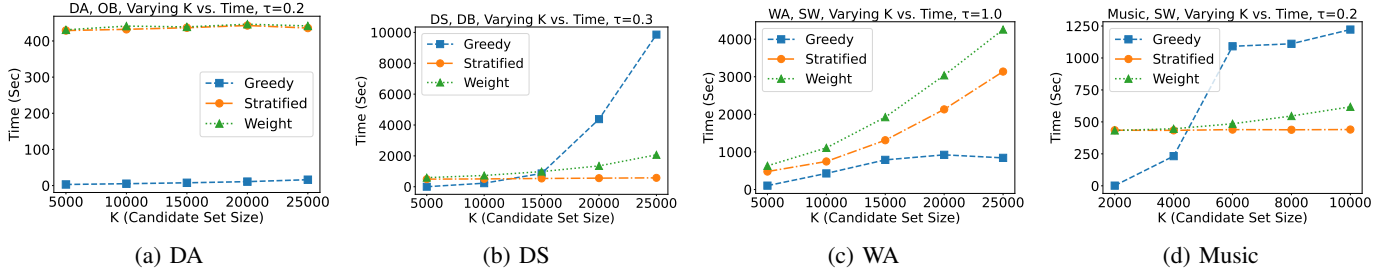 DA, OB, Varying K vs. Time, τ=0.2
400
300
200
100
0
Time (Sec)
Greedy
Stratified
Weight
5000 10000 15000 20000 25000
K (Candidate Set Size)
(a) DA
DS, DB, Varying K vs. Time, τ=0.3
10000
8000
6000
4000
2000
0
Time (Sec)
Greedy
Stratified
Weight
5000 10000 15000 20000 25000
K (Candidate Set Size)
(b) DS
WA, SW, Varying K vs. Time, τ=1.0
4000
3000
2000
1000
0
Time (Sec)
Greedy
Stratified
Weight
5000 10000 15000 20000 25000
K (Candidate Set Size)
(c) WA
Music, SW, Varying K vs. Time, τ=0.2
1250
1000
750
500
250
0
Time (Sec)
Greedy
Stratified
Weight
2000 4000 6000 8000 10000
K (Candidate Set Size)
(d) Music